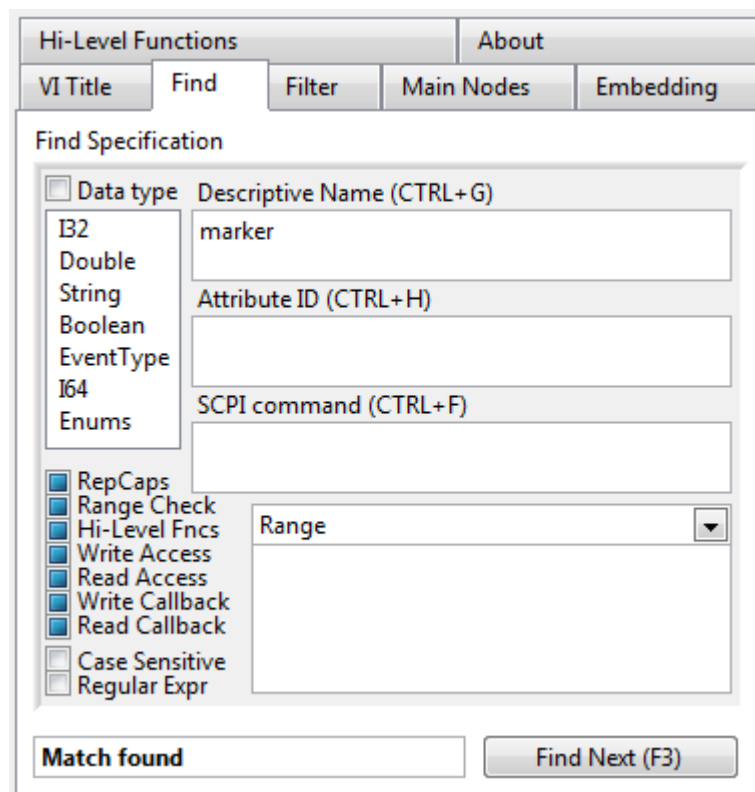 Hi-Level Functions About
VI Title Find Filter Main Nodes Embedding
Find Specification
Data type Descriptive Name (CTRL+G)
I32 marker
Double
String Attribute ID (CTRL+H)
Boolean
EventType
I64 SCPI command (CTRL+F)
Enums
RepCaps
Range Check
Hi-Level Fncs Range
Write Access
Read Access
Write Callback
Read Callback
Case Sensitive
Regular Expr
Match found Find Next (F3)